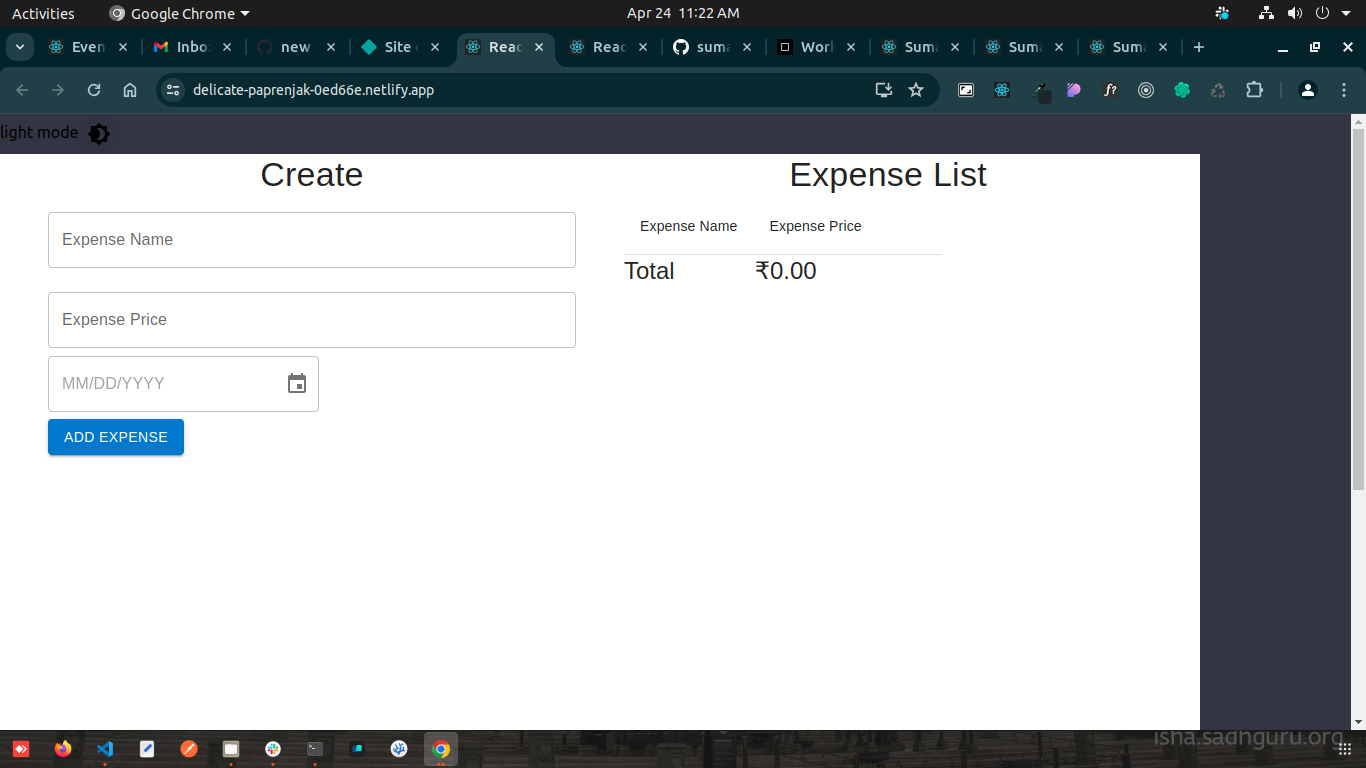 Activities Google Chrome Apr 24 11:22 AM
Even Inbo new Site Reac Reac suma Work Suma Suma Suma
delicate-paprenjak-0ed66e.netlify.app
light mode
Create Expense List
Expense Name Expense Name Expense Price
Total ₹0.00
Expense Price
MM/DD/YYYY
ADD EXPENSE
isha.sadhguru.org